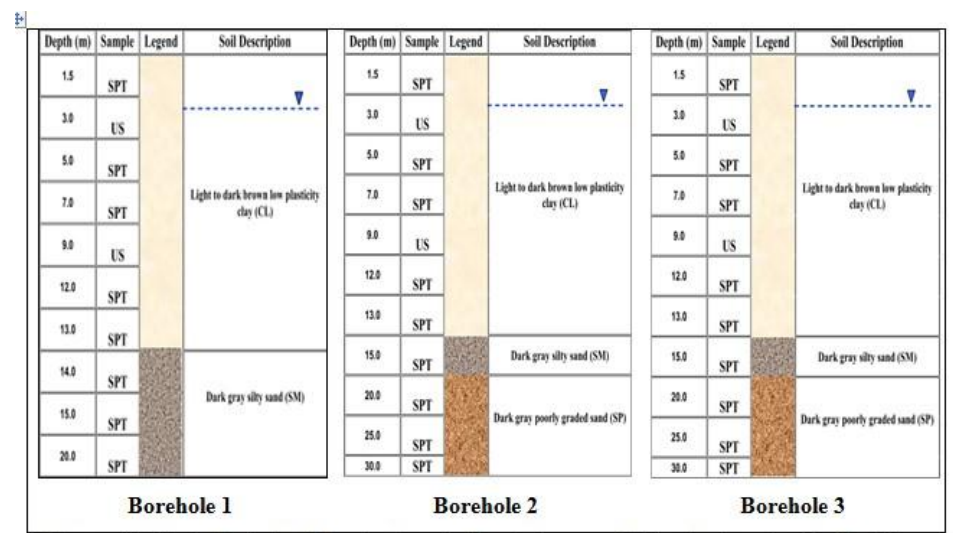 Depth (m) Sample Legend Soil Description
1.5 SPT
3.0 US
5.0 SPT
7.0 SPT
Light to dark brown low plasticity
clay (CL)
9.0 US
12.0 SPT
13.0 SPT
14.0 SPT
Dark gray silty sand (SM)
15.0 SPT
20.0 SPT
Borehole 1
Depth (m) Sample Legend Soil Description
1.5 SPT
3.0 US
5.0 SPT
7.0 SPT
Light to dark brown low plasticity
clay (CL)
9.0 US
12.0 SPT
13.0 SPT
15.0 SPT Dark gray silty sand (SM)
20.0 SPT
Dark gray poorly graded sand (SP)
25.0 SPT
30.0 SPT
Borehole 2
Depth (m) Sample Legend Soil Description
1.5 SPT
3.0 US
5.0 SPT
7.0 SPT
Light to dark brown low plasticity
clay (CL)
9.0 US
12.0 SPT
13.0 SPT
15.0 SPT Dark gray silty sand (SM)
20.0 SPT
Dark gray poorly graded sand (SP)
25.0 SPT
30.0 SPT
Borehole 3